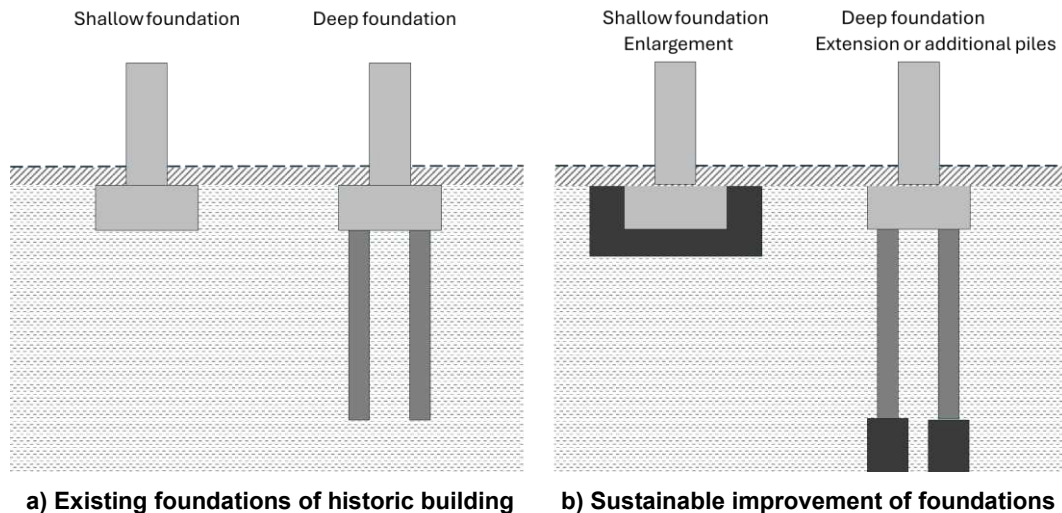 Shallow foundation
Deep foundation
Shallow foundation
Enlargement
Deep foundation
Extension or additional piles
a) Existing foundations of historic building
b) Sustainable improvement of foundations